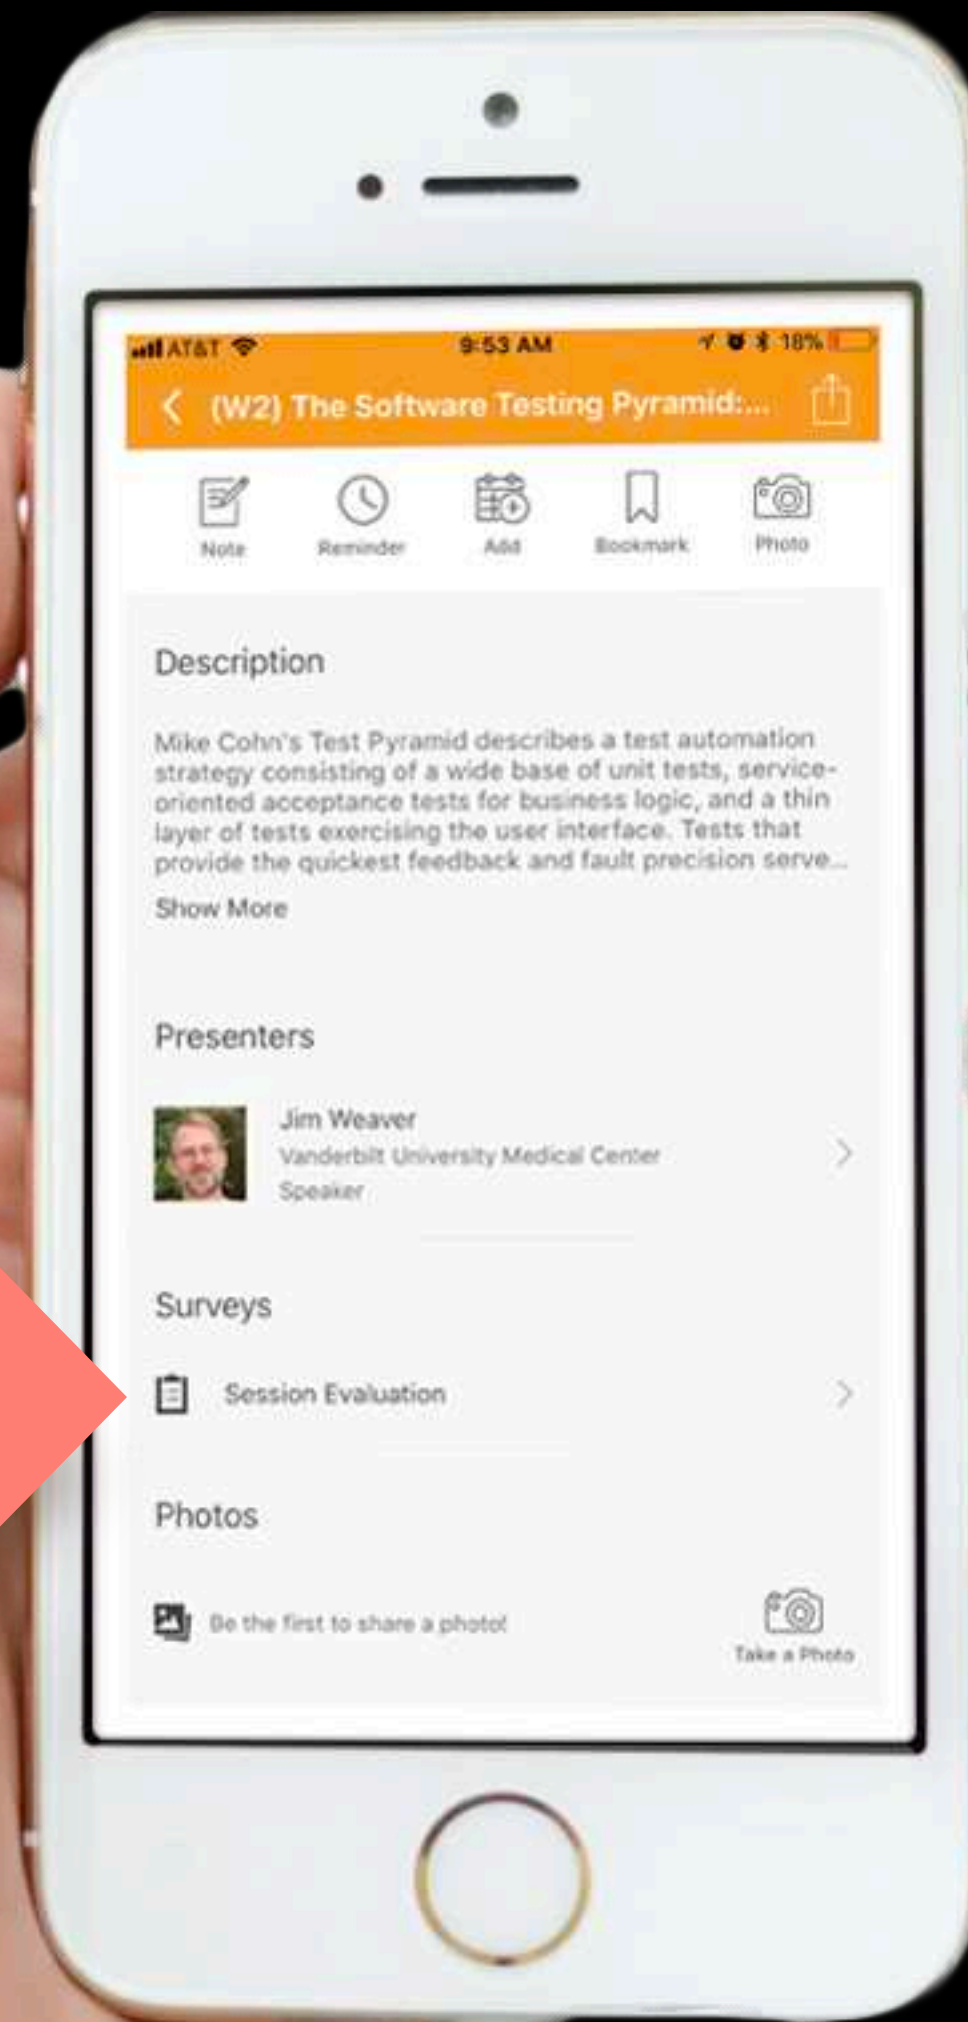 AT&T 9:53 AM 18%
(W2) The Software Testing Pyramid:...
Note Reminder Add Bookmark Photo
Description
Mike Cohn's Test Pyramid describes a test automation
strategy consisting of a wide base of unit tests, service-
oriented acceptance tests for business logic, and a thin
layer of tests exercising the user interface. Tests that
provide the quickest feedback and fault precision serve...
Show More
Presenters
Jim Weaver
Vanderbilt University Medical Center
Speaker
Surveys
Session Evaluation
Photos
Be the first to share a photo!
Take a Photo